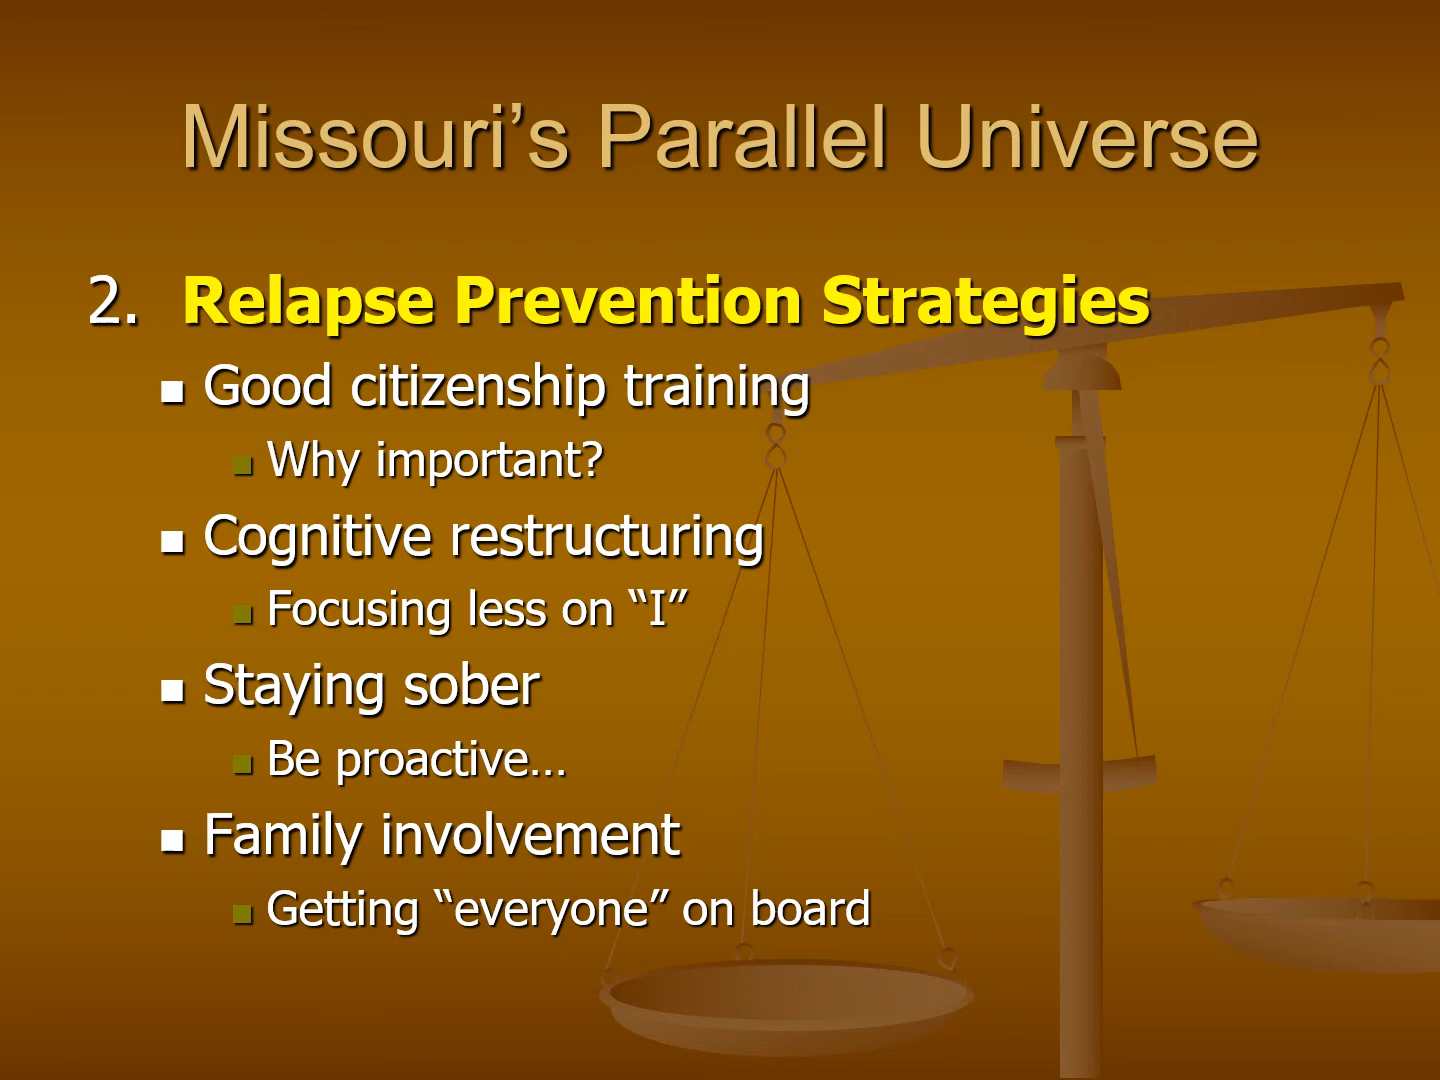 Missouri’s Parallel Universe
2. Relapse Prevention Strategies
Good citizenship training
Why important?
Cognitive restructuring
Focusing less on “I”
Staying sober
Be proactive…
Family involvement
Getting “everyone” on board